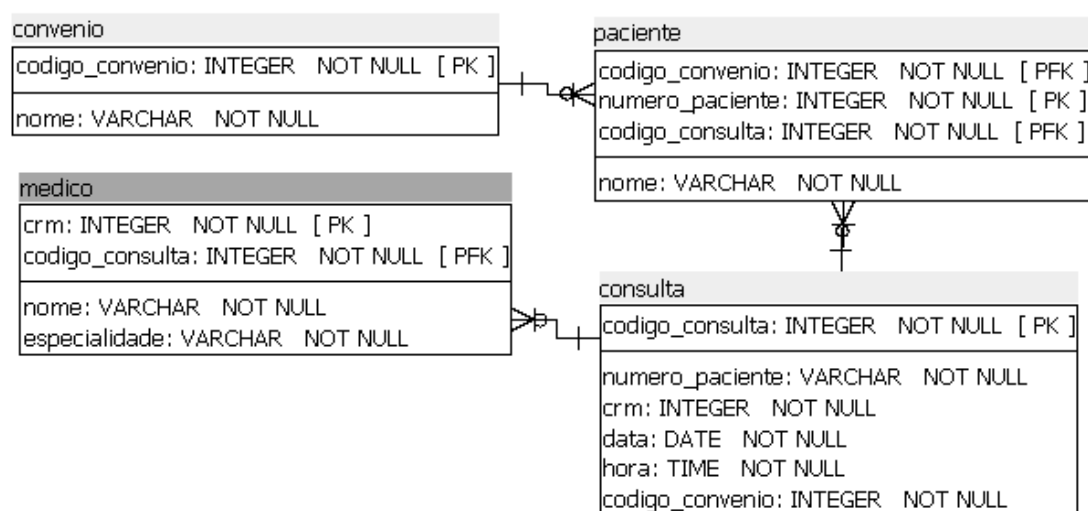 convenio
codigo_convenio: INTEGER NOT NULL [ PK ]
nome: VARCHAR NOT NULL
paciente
codigo_convenio: INTEGER NOT NULL [ PFK ]
numero_paciente: INTEGER NOT NULL [ PK ]
codigo_consulta: INTEGER NOT NULL [ PFK ]
nome: VARCHAR NOT NULL
medico
crm: INTEGER NOT NULL [ PK ]
codigo_consulta: INTEGER NOT NULL [ PFK ]
nome: VARCHAR NOT NULL
especialidade: VARCHAR NOT NULL
consulta
codigo_consulta: INTEGER NOT NULL [ PK ]
numero_paciente: VARCHAR NOT NULL
crm: INTEGER NOT NULL
data: DATE NOT NULL
hora: TIME NOT NULL
codigo_convenio: INTEGER NOT NULL